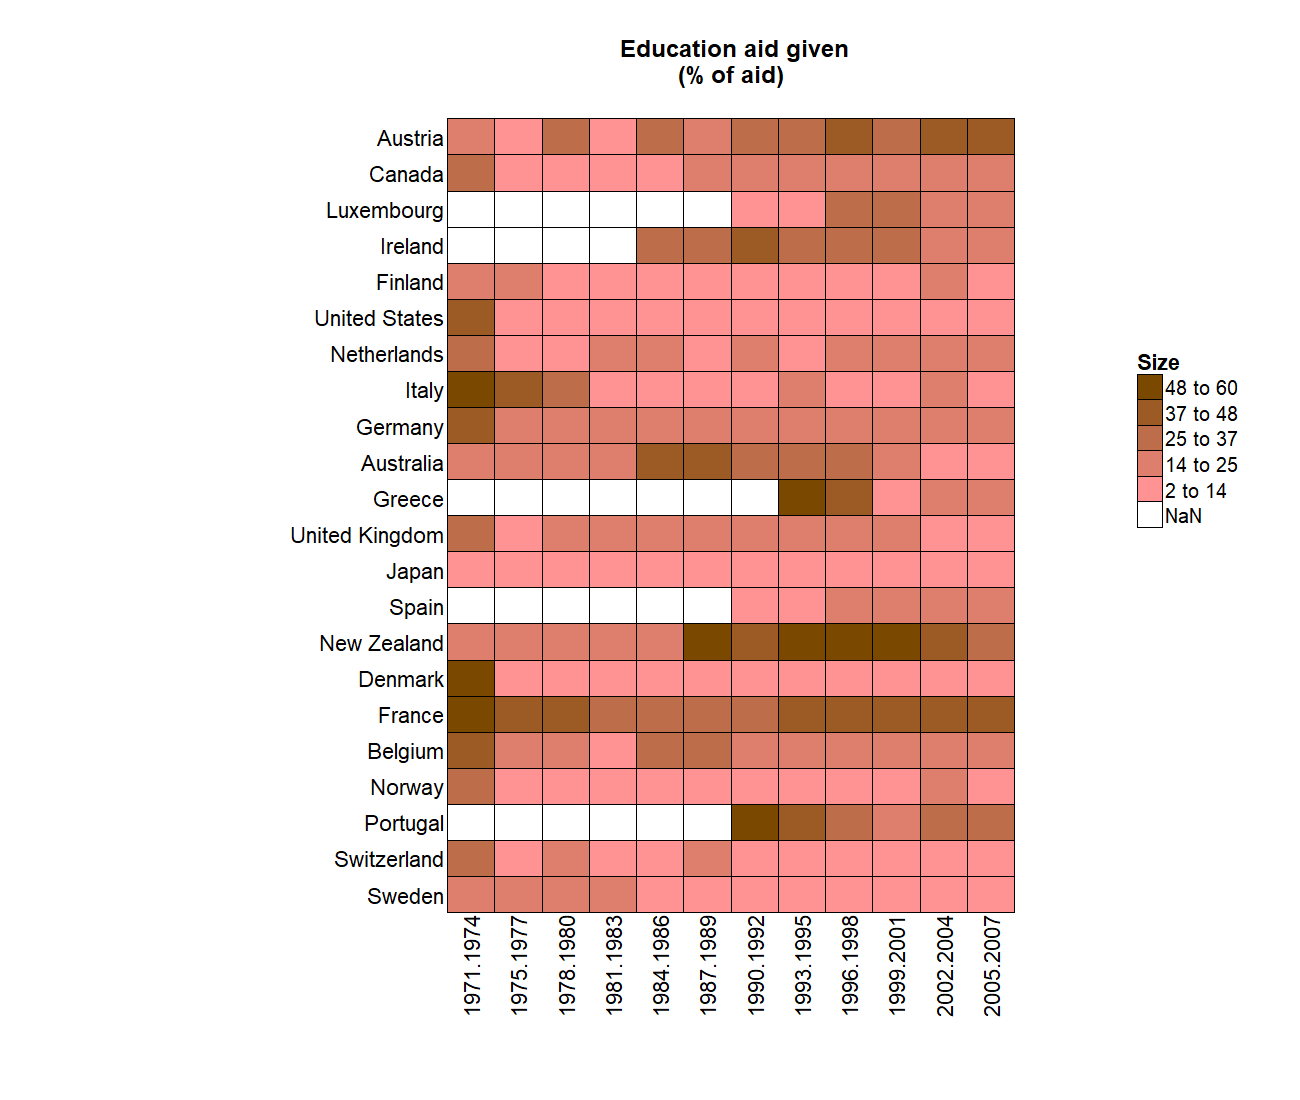 Education aid given
(% of aid)
Austria
Canada
Luxembourg
Ireland
Finland
United States
Netherlands
Italy
Germany
Australia
Greece
United Kingdom
Japan
Spain
New Zealand
Denmark
France
Belgium
Norway
Portugal
Switzerland
Sweden
1971.1974
1975.1977
1978.1980
1981.1983
1984.1986
1987.1989
1990.1992
1993.1995
1996.1998
1999.2001
2002.2004
2005.2007
Size
48 to 60
37 to 48
25 to 37
14 to 25
2 to 14
NaN